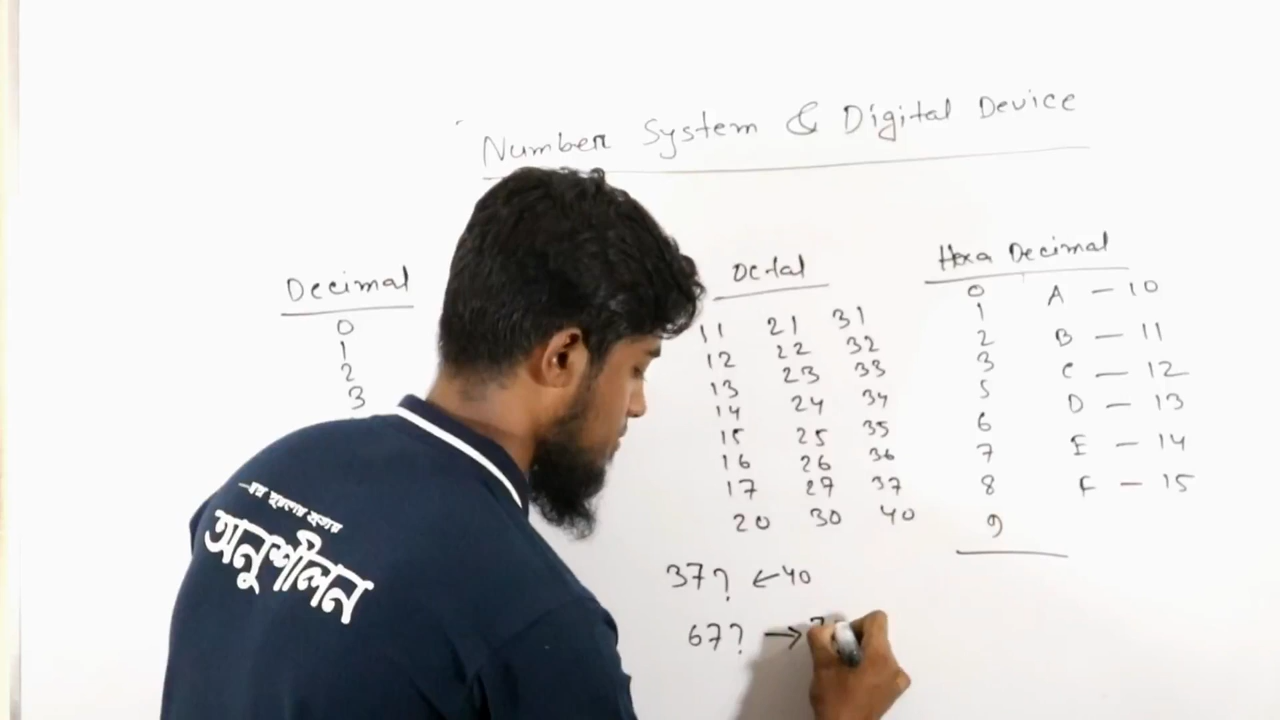 Number System & Digital Device
Decimal
0
1
2
3
Octal
11 21 31
12 22 32
13 23 33
14 24 34
15 25 35
16 26 36
17 27 37
20 30 40
37? ← 40
67? →
Hexa Decimal
0 A — 10
1
2 B — 11
3 C — 12
5 D — 13
6
7 E — 14
8 F — 15
9
অনুশীলন